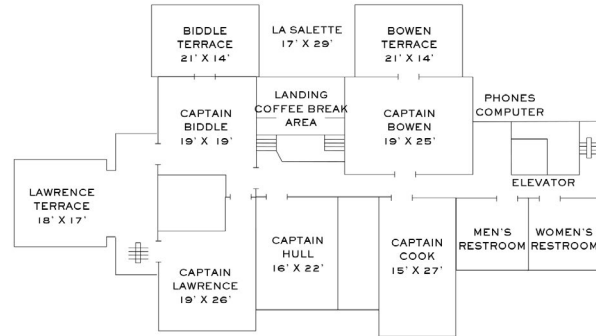 BIDDLE
TERRACE
21' X 14'
LA SALETTE
17' X 29'
BOWEN
TERRACE
21' X 14'
CAPTAIN
BIDDLE
19' X 19'
LANDING
COFFEE BREAK
AREA
CAPTAIN
BOWEN
19' X 25'
PHONES
COMPUTER
ELEVATOR
LAWRENCE
TERRACE
18' X 17'
CAPTAIN
LAWRENCE
19' X 26'
CAPTAIN
HULL
16' X 22'
CAPTAIN
COOK
15' X 27'
MEN'S
RESTROOM
WOMEN'S
RESTROOM